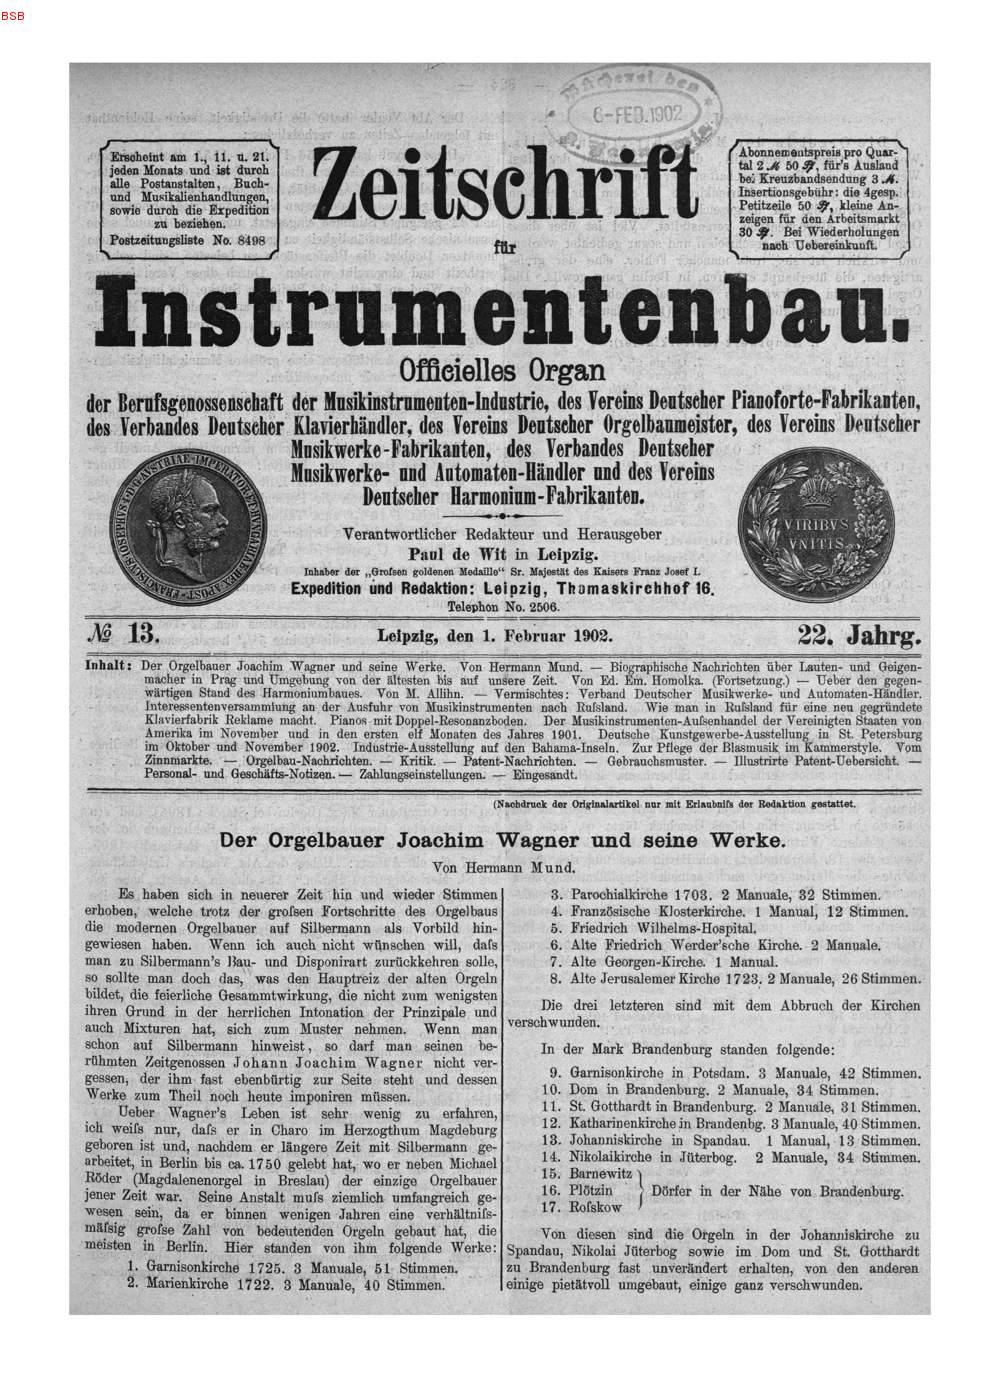 BSB
6-FEB.1902
Erscheint am 1., 11. u. 21.
jeden Monats und ist durch
alle Postanstalten, Buch-
und Musikalienhandlungen,
sowie durch die Expedition
zu beziehen.
Postzeitungsliste No. 8498
Zeitschrift
für
Abonnementspreis pro Quar-
tal 2 ℳ 50 ₰, für's Ausland
bei Kreuzbandsendung 3 ℳ.
Insertionsgebühr: die 4gesp.
Petitzeile 50 ₰, kleine An-
zeigen für den Arbeitsmarkt
30 ₰. Bei Wiederholungen
nach Uebereinkunft.
Instrumentenbau.
Officielles Organ
der Berufsgenossenschaft der Musikinstrumenten-Industrie, des Vereins Deutscher Pianoforte-Fabrikanten,
des Verbandes Deutscher Klavierhändler, des Vereins Deutscher Orgelbaumeister, des Vereins Deutscher
Musikwerke-Fabrikanten, des Verbandes Deutscher
Musikwerke- und Automaten-Händler und des Vereins
Deutscher Harmonium-Fabrikanten.
VIRIBVS
VNITIS
Verantwortlicher Redakteur und Herausgeber
Paul de Wit in Leipzig.
Inhaber der „Grofsen goldenen Medaille“ Sr. Majestät des Kaisers Franz Josef I.
Expedition und Redaktion: Leipzig, Thomaskirchhof 16.
Telephon No. 2506.
№ 13.
Leipzig, den 1. Februar 1902.
22. Jahrg.
Inhalt: Der Orgelbauer Joachim Wagner und seine Werke. Von Hermann Mund. — Biographische Nachrichten über Lauten- und Geigen-
macher in Prag und Umgebung von der ältesten bis auf unsere Zeit. Von Ed. Em. Homolka. (Fortsetzung.) — Ueber den gegen-
wärtigen Stand des Harmoniumbaues. Von M. Allihn. — Vermischtes: Verband Deutscher Musikwerke- und Automaten-Händler.
Interessentenversammlung an der Ausfuhr von Musikinstrumenten nach Rufsland. Wie man in Rufsland für eine neu gegründete
Klavierfabrik Reklame macht. Pianos mit Doppel-Resonanzboden. Der Musikinstrumenten-Aufsenhandel der Vereinigten Staaten von
Amerika im November und in den ersten elf Monaten des Jahres 1901. Deutsche Kunstgewerbe-Ausstellung in St. Petersburg
im Oktober und November 1902. Industrie-Ausstellung auf den Bahama-Inseln. Zur Pflege der Blasmusik im Kammerstyle. Vom
Zinnmarkte. — Orgelbau-Nachrichten. — Kritik. — Patent-Nachrichten. — Gebrauchsmuster. — Illustrirte Patent-Uebersicht. —
Personal- und Geschäfts-Notizen. — Zahlungseinstellungen. — Eingesandt.
(Nachdruck der Originalartikel nur mit Erlaubnifs der Redaktion gestattet.
Der Orgelbauer Joachim Wagner und seine Werke.
Von Hermann Mund.
Es haben sich in neuerer Zeit hin und wieder Stimmen
erhoben, welche trotz der grofsen Fortschritte des Orgelbaus
die modernen Orgelbauer auf Silbermann als Vorbild hin-
gewiesen haben. Wenn ich auch nicht wünschen will, dafs
man zu Silbermann's Bau- und Disponirart zurückkehren solle,
so sollte man doch das, was den Hauptreiz der alten Orgeln
bildet, die feierliche Gesammtwirkung, die nicht zum wenigsten
ihren Grund in der herrlichen Intonation der Prinzipale und
auch Mixturen hat, sich zum Muster nehmen. Wenn man
schon auf Silbermann hinweist, so darf man seinen be-
rühmten Zeitgenossen Johann Joachim Wagner nicht ver-
gessen, der ihm fast ebenbürtig zur Seite steht und dessen
Werke zum Theil noch heute imponiren müssen.
Ueber Wagner's Leben ist sehr wenig zu erfahren,
ich weifs nur, dafs er in Charo im Herzogthum Magdeburg
geboren ist und, nachdem er längere Zeit mit Silbermann ge-
arbeitet, in Berlin bis ca. 1750 gelebt hat, wo er neben Michael
Röder (Magdalenenorgel in Breslau) der einzige Orgelbauer
jener Zeit war. Seine Anstalt mufs ziemlich umfangreich ge-
wesen sein, da er binnen wenigen Jahren eine verhältnifs-
mäfsig grofse Zahl von bedeutenden Orgeln gebaut hat, die
meisten in Berlin. Hier standen von ihm folgende Werke:
1. Garnisonkirche 1725. 3 Manuale, 51 Stimmen.
2. Marienkirche 1722. 3 Manuale, 40 Stimmen.
3. Parochialkirche 1703. 2 Manuale, 32 Stimmen.
4. Französische Klosterkirche. 1 Manual, 12 Stimmen.
5. Friedrich Wilhelms-Hospital.
6. Alte Friedrich Werder'sche Kirche. 2 Manuale.
7. Alte Georgen-Kirche. 1 Manual.
8. Alte Jerusalemer Kirche 1723. 2 Manuale, 26 Stimmen.
Die drei letzteren sind mit dem Abbruch der Kirchen
verschwunden.
In der Mark Brandenburg standen folgende:
9. Garnisonkirche in Potsdam. 3 Manuale, 42 Stimmen.
10. Dom in Brandenburg. 2 Manuale, 34 Stimmen.
11. St. Gotthardt in Brandenburg. 2 Manuale, 31 Stimmen.
12. Katharinenkirche in Brandenbg. 3 Manuale, 40 Stimmen.
13. Johanniskirche in Spandau. 1 Manual, 13 Stimmen.
14. Nikolaikirche in Jüterbog. 2 Manuale, 34 Stimmen.
15. Barnewitz
16. Plötzin } Dörfer in der Nähe von Brandenburg.
17. Rofskow
Von diesen sind die Orgeln in der Johanniskirche zu
Spandau, Nikolai Jüterbog sowie im Dom und St. Gotthardt
zu Brandenburg fast unverändert erhalten, von den anderen
einige pietätvoll umgebaut, einige ganz verschwunden.